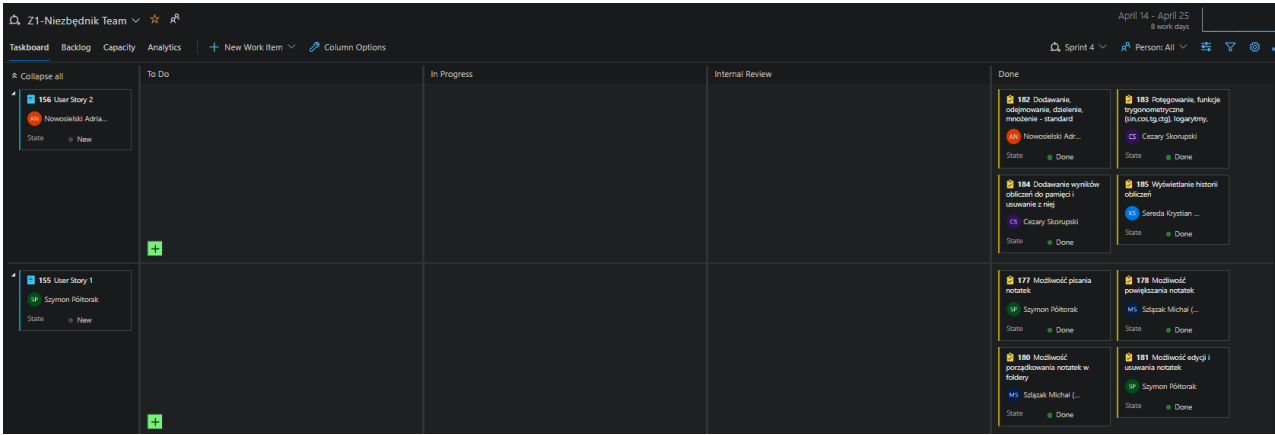 Z1-Niezbędnik Team
April 14 - April 25
8 work days
Taskboard Backlog Capacity Analytics New Work Item Column Options
Sprint 4 Person: All
Collapse all
To Do
In Progress
Internal Review
Done
156 User Story 2
AN Nowosielski Adria...
State New
182 Dodawanie,
odejmowanie, dzielenie,
mnożenie - standard
AN Nowosielski Adr...
State Done
183 Potęgowanie, funkcje
trygonometryczne
(sin,cos,tg,ctg), logarytmy,
CS Cezary Skorupski
State Done
184 Dodawanie wyników
obliczeń do pamięci i
usuwanie z niej
CS Cezary Skorupski
State Done
185 Wyświetlanie historii
obliczeń
KS Sereda Krystian ...
State Done
155 User Story 1
SP Szymon Półtorak
State New
177 Możliwość pisania
notatek
SP Szymon Półtorak
State Done
178 Możliwość
powiększania notatek
MS Szlązak Michał (...
State Done
180 Możliwość
porządkowania notatek w
foldery
MS Szlązak Michał (...
State Done
181 Możliwość edycji i
usuwania notatek
SP Szymon Półtorak
State Done